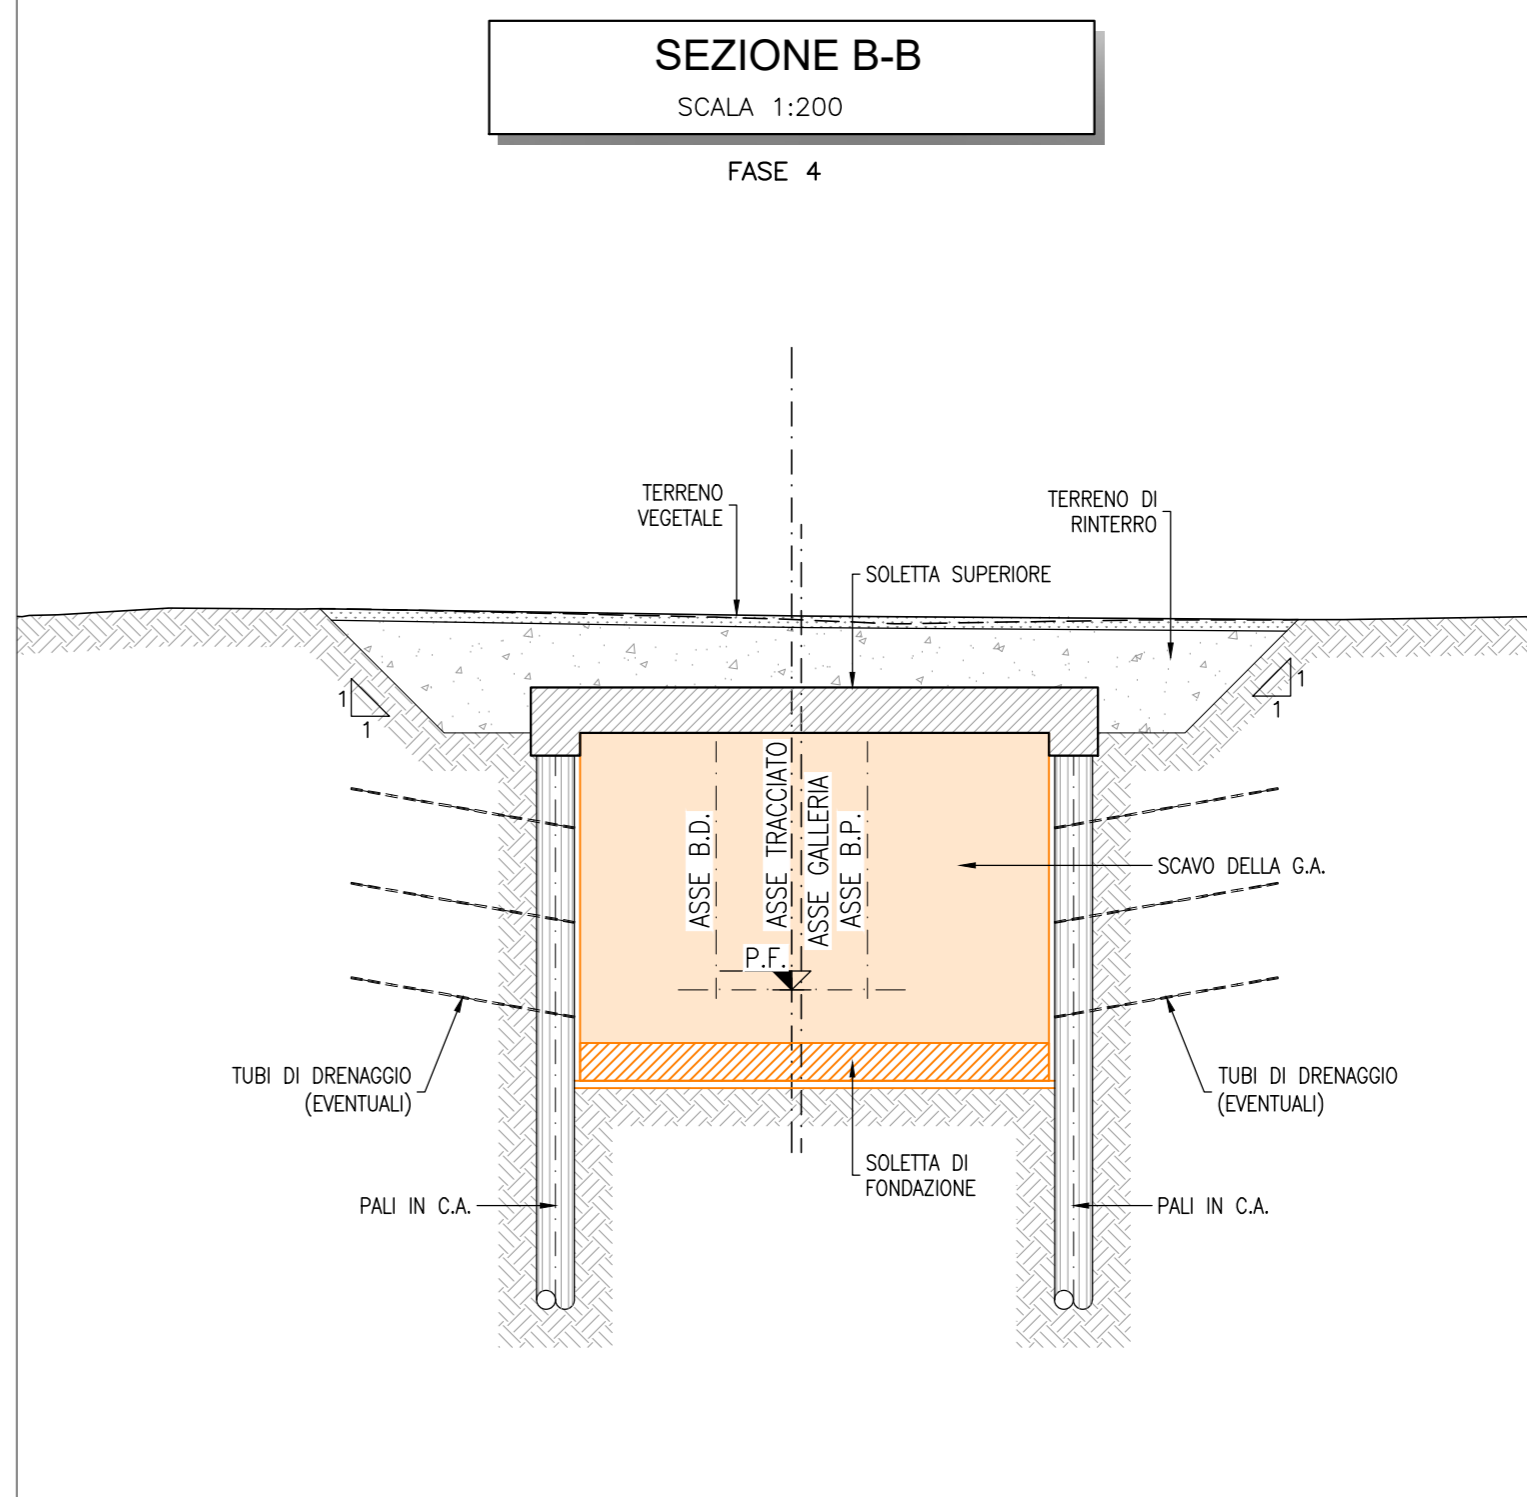 SEZIONE B-B
SCALA 1:200
FASE 4
TERRENO
VEGETALE
TERRENO DI
RINTERRO
SOLETTA SUPERIORE
1
1
1
1
ASSE B.D.
ASSE TRACCIATO
ASSE GALLERIA
ASSE B.P.
SCAVO DELLA G.A.
P.F.
TUBI DI DRENAGGIO
(EVENTUALI)
TUBI DI DRENAGGIO
(EVENTUALI)
SOLETTA DI
FONDAZIONE
PALI IN C.A.
PALI IN C.A.